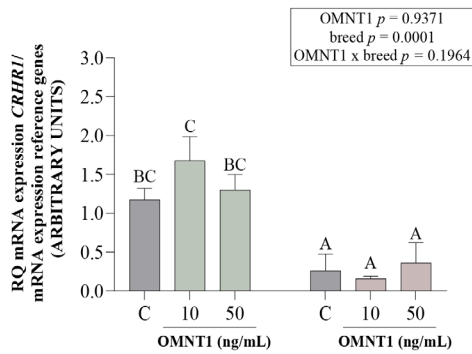 OMNT1 p = 0.9371
breed p = 0.0001
OMNT1 x breed p = 0.1964
RQ mRNA expression CRHR1/
mRNA expression reference genes
(ARBITRARY UNITS)
3.0
2.5
2.0
1.5
1.0
0.5
0.0
BC
C
BC
A
A
A
C
10
50
C
10
50
OMNT1 (ng/mL)
OMNT1 (ng/mL)